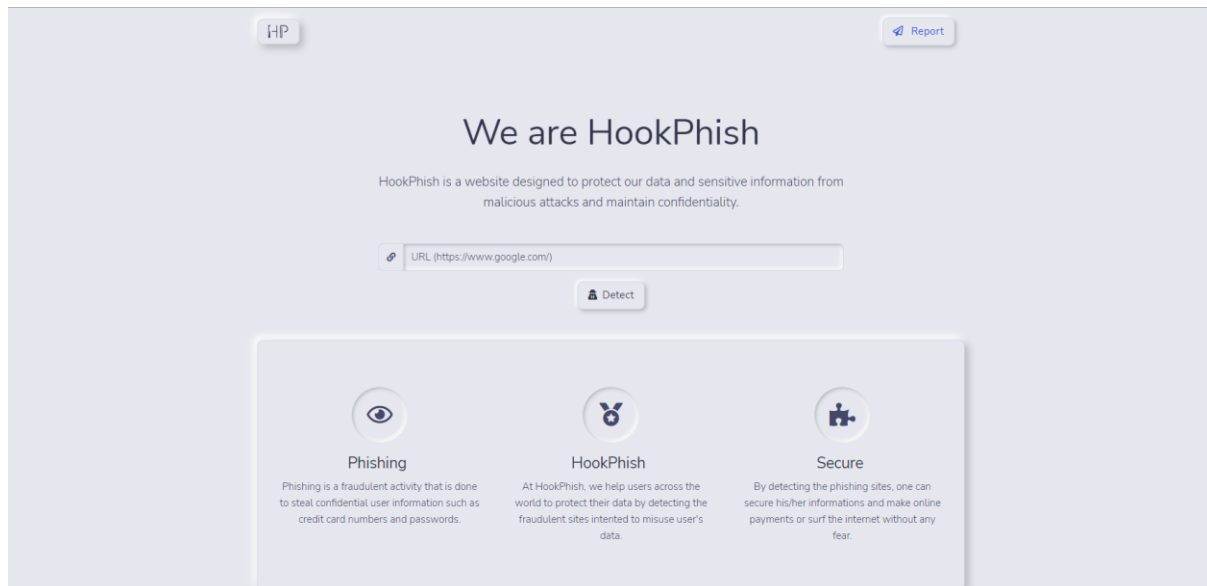 HP
Report
We are HookPhish
HookPhish is a website designed to protect our data and sensitive information from
malicious attacks and maintain confidentiality.
URL (https://www.google.com/)
Detect
Phishing
Phishing is a fraudulent activity that is done
to steal confidential user information such as
credit card numbers and passwords.
HookPhish
At HookPhish, we help users across the
world to protect their data by detecting the
fraudulent sites intented to misuse user's
data.
Secure
By detecting the phishing sites, one can
secure his/her informations and make online
payments or surf the internet without any
fear.